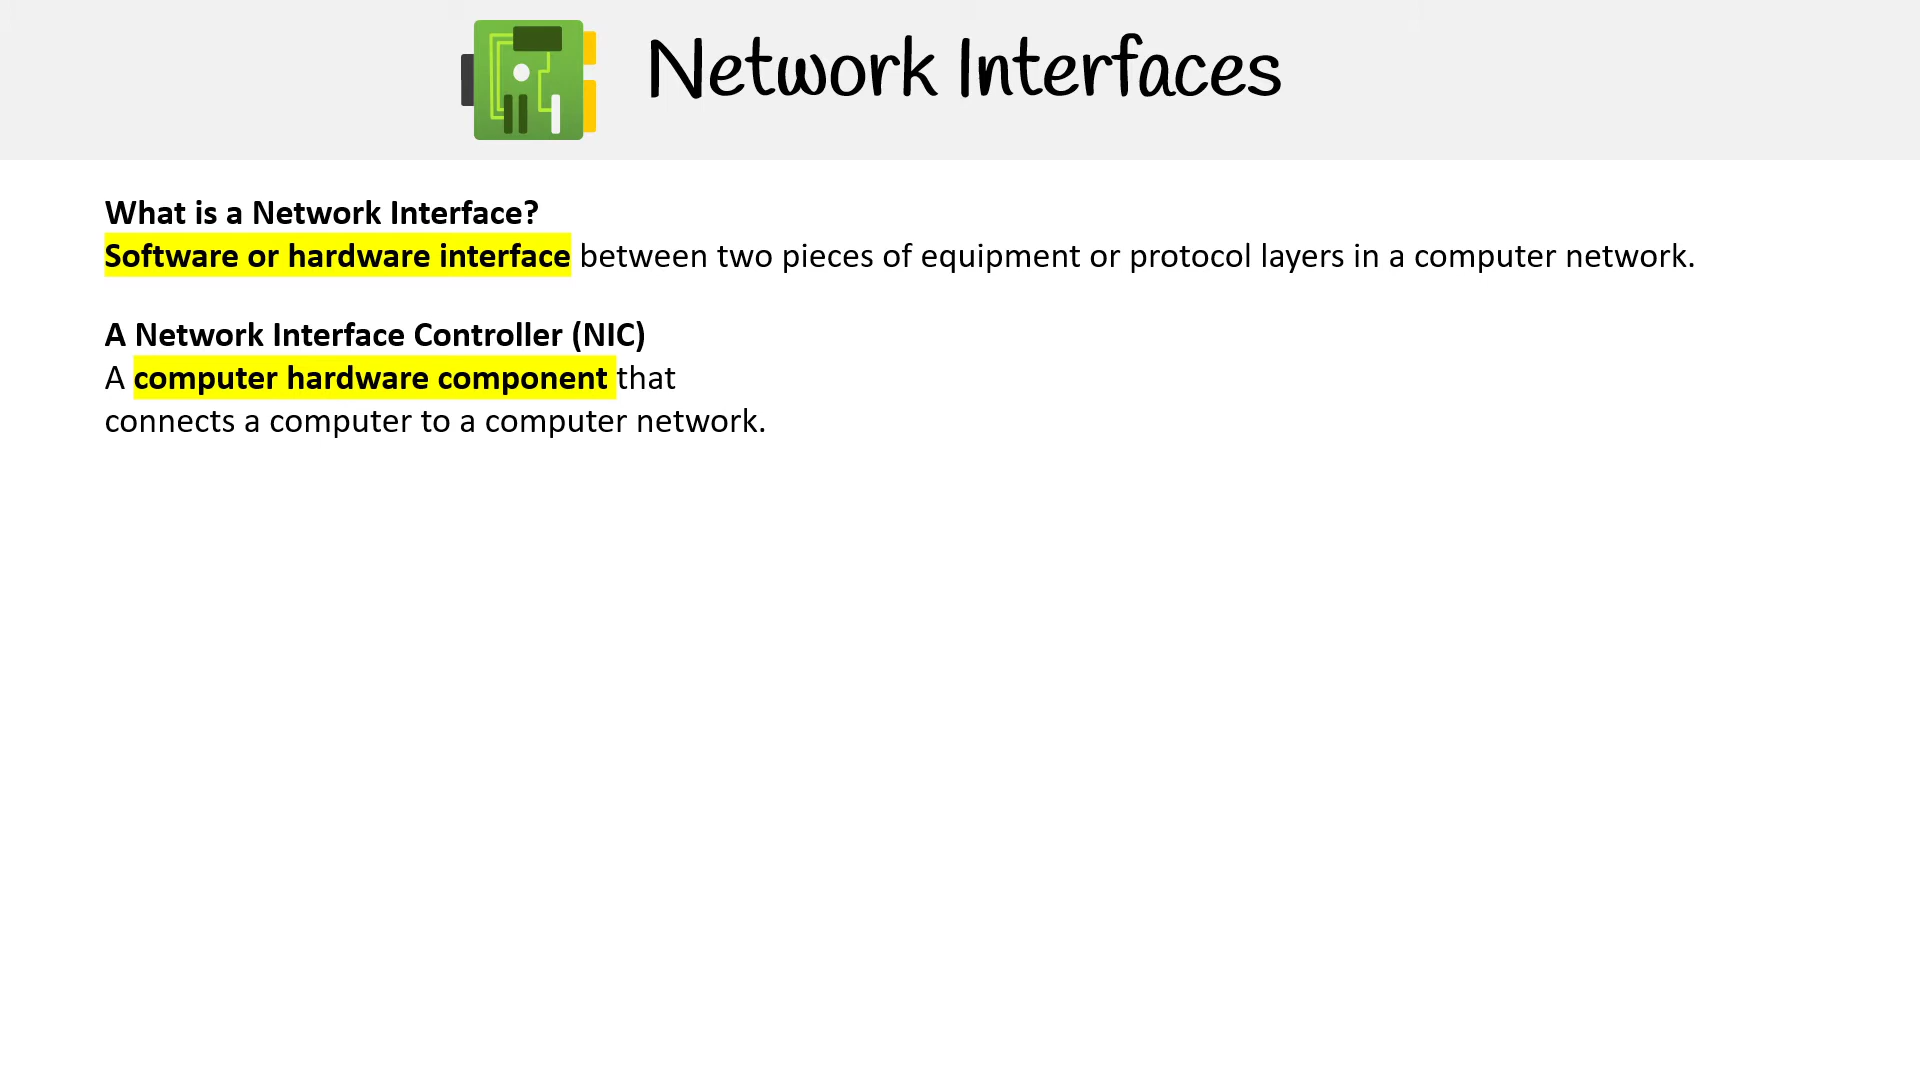 Network Interfaces
What is a Network Interface?
Software or hardware interface between two pieces of equipment or protocol layers in a computer network.
A Network Interface Controller (NIC)
A computer hardware component that
connects a computer to a computer network.